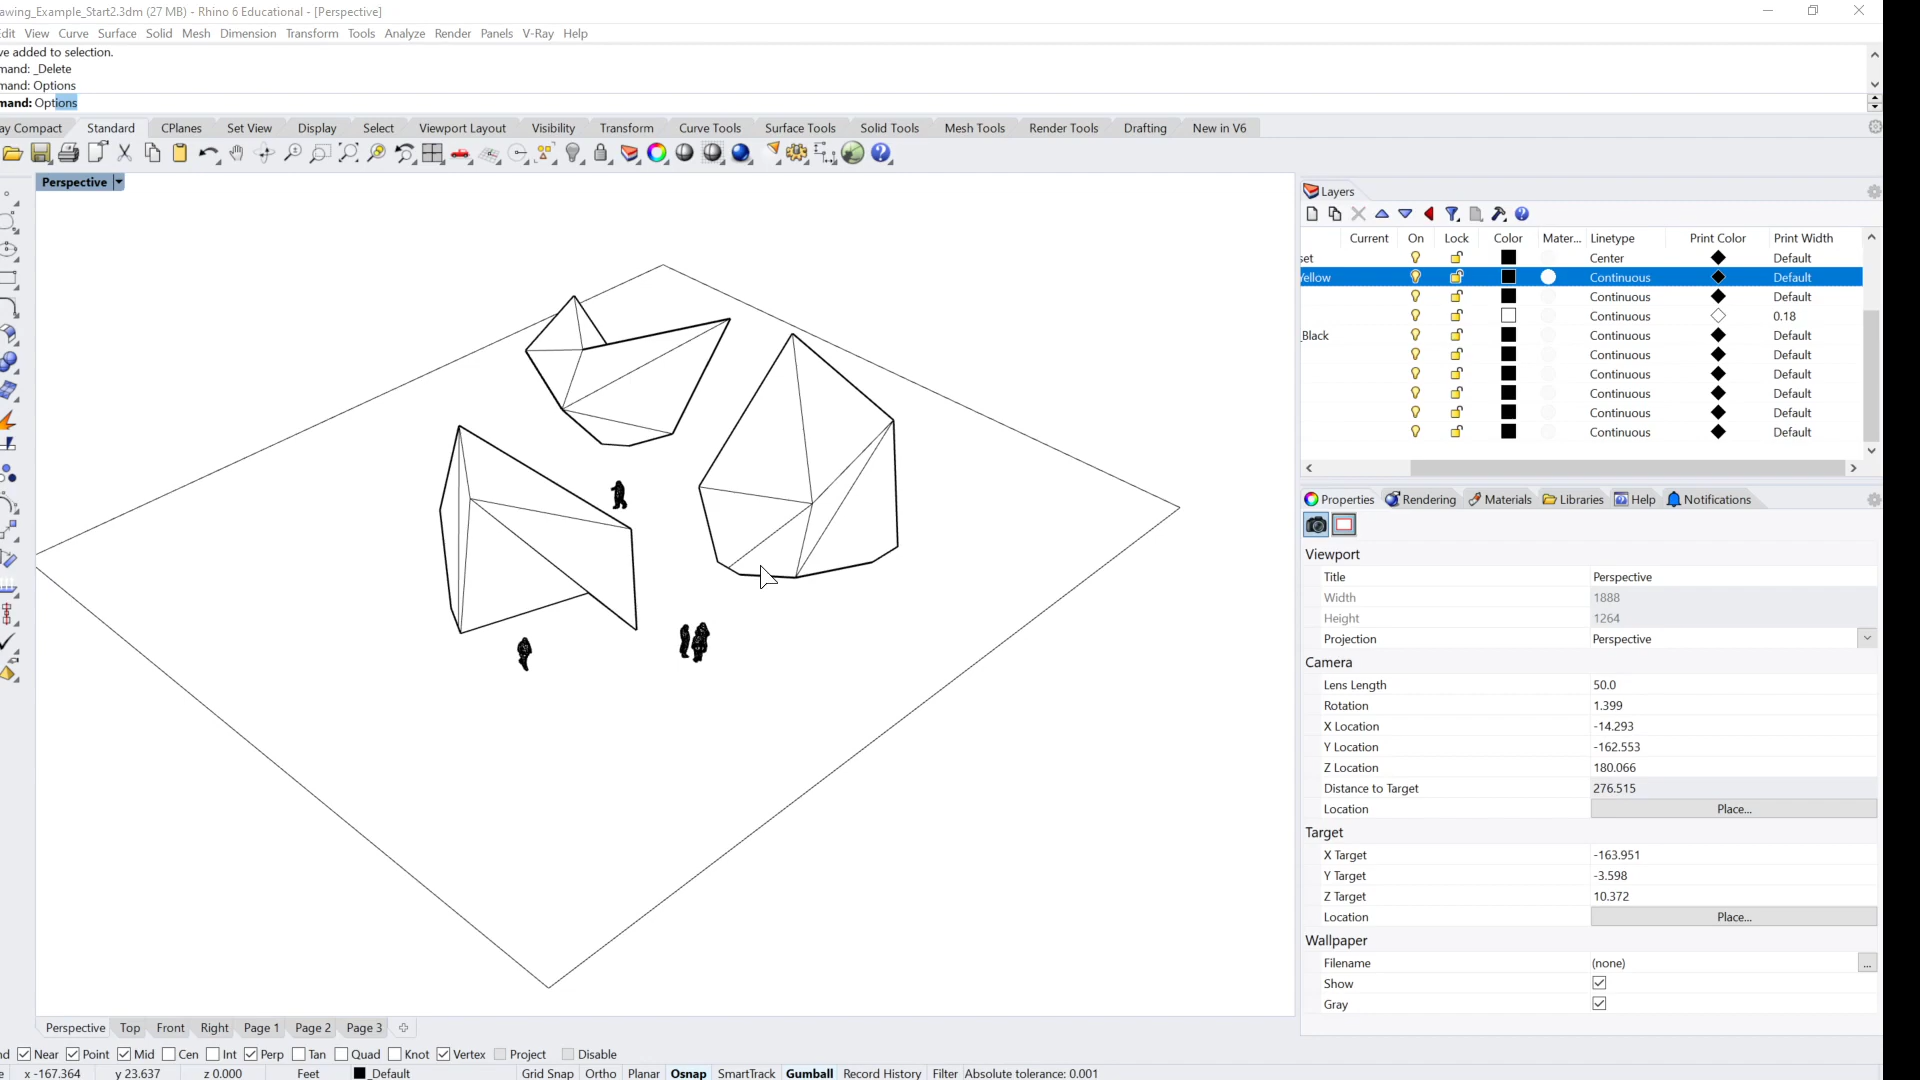 awing_Example_Start2.3dm (27 MB) - Rhino 6 Educational - [Perspective]
dit View Curve Surface Solid Mesh Dimension Transform Tools Analyze Render Panels V-Ray Help
ve added to selection.
mand: _Delete
mand: Options
mand: Options
ay Compact Standard CPlanes Set View Display Select Viewport Layout Visibility Transform Curve Tools Surface Tools Solid Tools Mesh Tools Render Tools Drafting New in V6
Perspective
Layers
Current On Lock Color Mater... Linetype Print Color Print Width
set Center Default
Yellow Continuous Default
Continuous Default
Continuous 0.18
_Black Continuous Default
Continuous Default
Continuous Default
Continuous Default
Continuous Default
Continuous Default
Properties Rendering Materials Libraries Help Notifications
Viewport
Title Perspective
Width 1888
Height 1264
Projection Perspective
Camera
Lens Length 50.0
Rotation 1.399
X Location -14.293
Y Location -162.553
Z Location 180.066
Distance to Target 276.515
Location Place...
Target
X Target -163.951
Y Target -3.598
Z Target 10.372
Location Place...
Wallpaper
Filename (none) ...
Show
Gray
Perspective Top Front Right Page 1 Page 2 Page 3
nd Near Point Mid Cen Int Perp Tan Quad Knot Vertex Project Disable
e x -167.364 y 23.637 z 0.000 Feet _Default Grid Snap Ortho Planar Osnap SmartTrack Gumball Record History Filter Absolute tolerance: 0.001